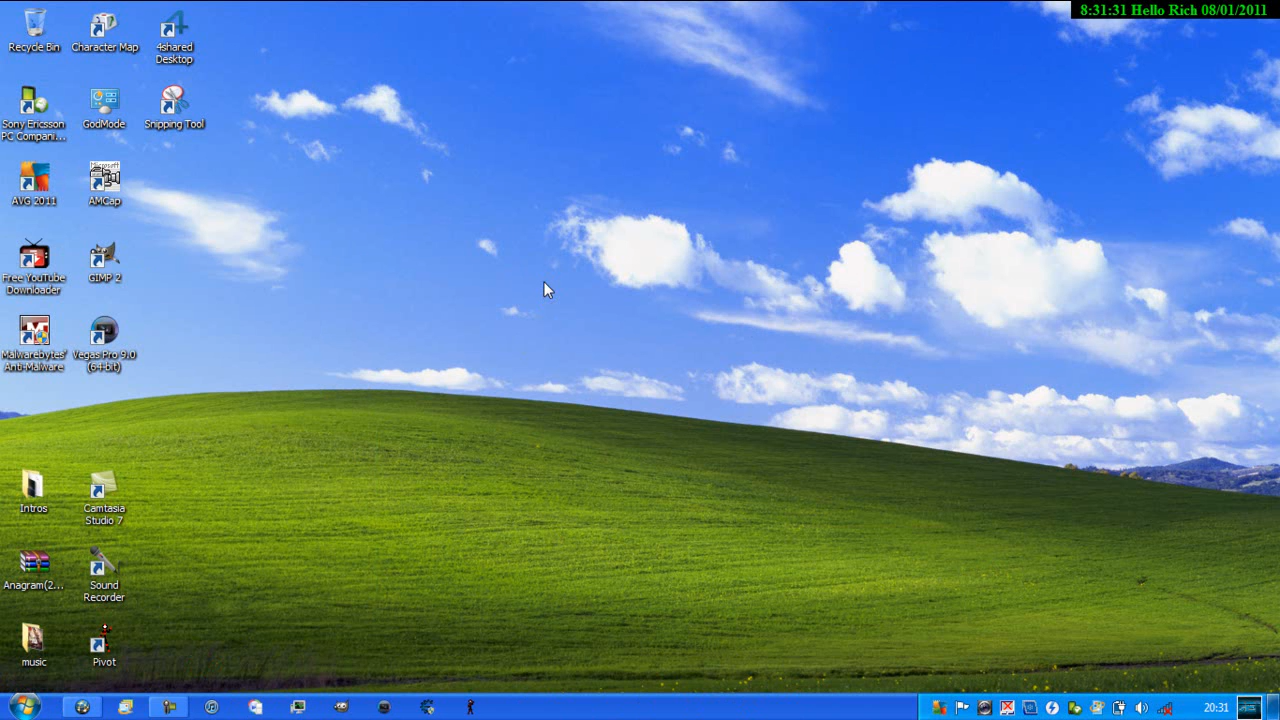 8:31:31 Hello Rich 08/01/2011
Recycle Bin
Character Map
4shared
Desktop
Sony Ericsson
PC Compani...
GodMode
Snipping Tool
AVG 2011
Microsoft
AMCap
Free YouTube
Downloader
GIMP 2
Malwarebytes'
Anti-Malware
Vegas Pro 9.0
(64-bit)
Intros
Camtasia
Studio 7
Anagram(2...
Sound
Recorder
music
Pivot
20:31